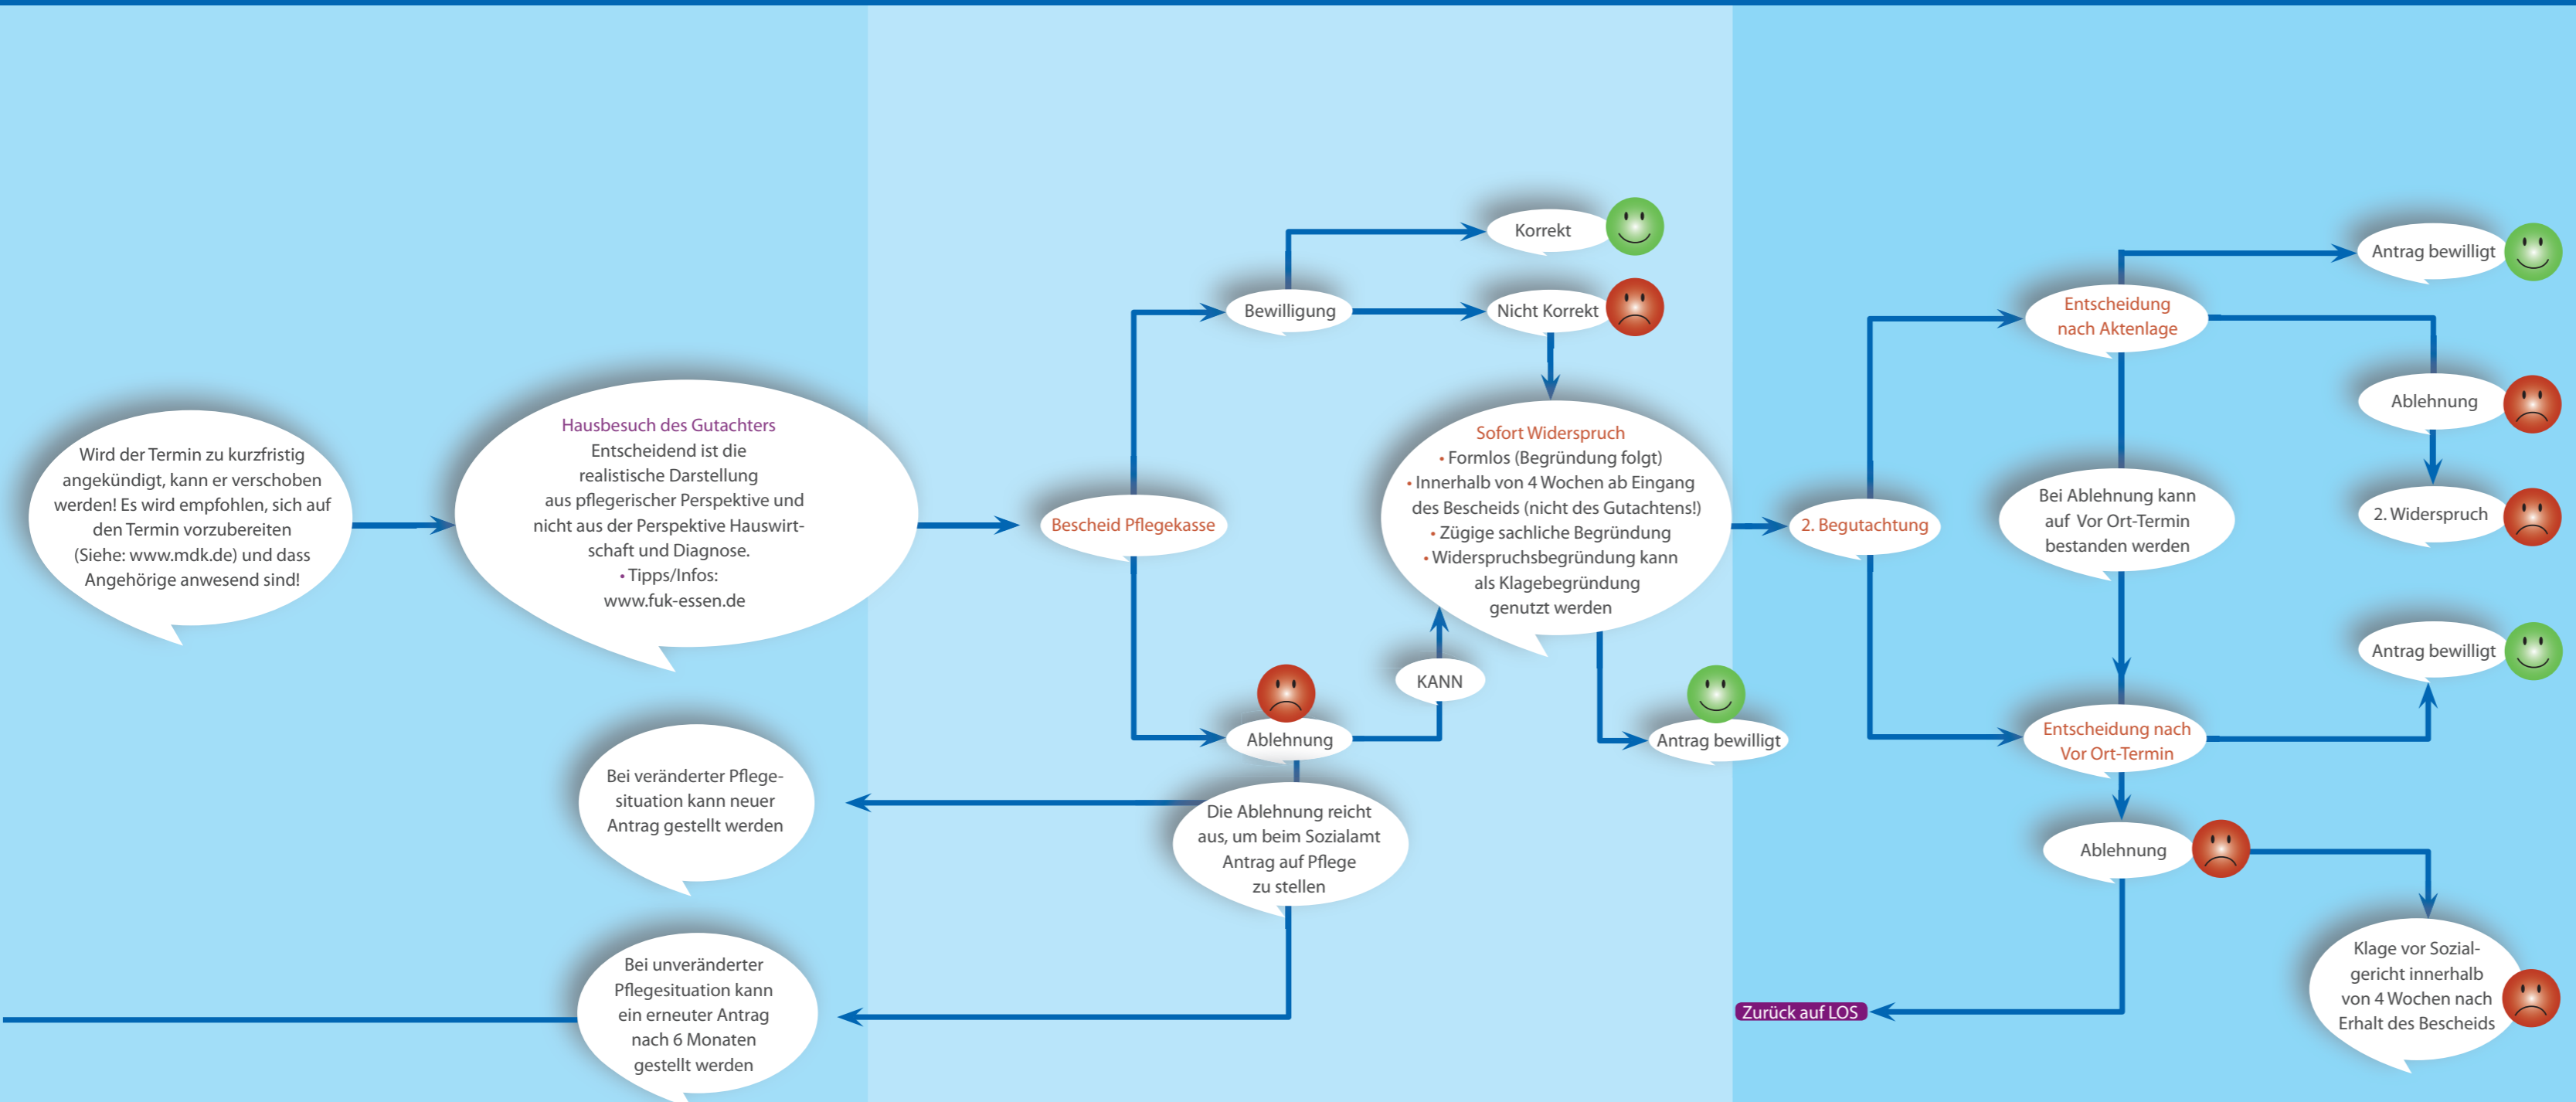 Wird der Termin zu kurzfristig
angekündigt, kann er verschoben
werden! Es wird empfohlen, sich auf
den Termin vorzubereiten
(Siehe: www.mdk.de) und dass
Angehörige anwesend sind!
Hausbesuch des Gutachters
Entscheidend ist die
realistische Darstellung
aus pflegerischer Perspektive und
nicht aus der Perspektive Hauswirt-
schaft und Diagnose.
• Tipps/Infos:
www.fuk-essen.de
Bei veränderter Pflege-
situation kann neuer
Antrag gestellt werden
Bei unveränderter
Pflegesituation kann
ein erneuter Antrag
nach 6 Monaten
gestellt werden
Bescheid Pflegekasse
Bewilligung
Korrekt
Nicht Korrekt
Sofort Widerspruch
• Formlos (Begründung folgt)
• Innerhalb von 4 Wochen ab Eingang
des Bescheids (nicht des Gutachtens!)
• Zügige sachliche Begründung
• Widerspruchsbegründung kann
als Klagebegründung
genutzt werden
KANN
Ablehnung
Antrag bewilligt
Die Ablehnung reicht
aus, um beim Sozialamt
Antrag auf Pflege
zu stellen
2. Begutachtung
Entscheidung
nach Aktenlage
Antrag bewilligt
Ablehnung
2. Widerspruch
Bei Ablehnung kann
auf Vor Ort-Termin
bestanden werden
Antrag bewilligt
Entscheidung nach
Vor Ort-Termin
Ablehnung
Klage vor Sozial-
gericht innerhalb
von 4 Wochen nach
Erhalt des Bescheids
Zurück auf LOS